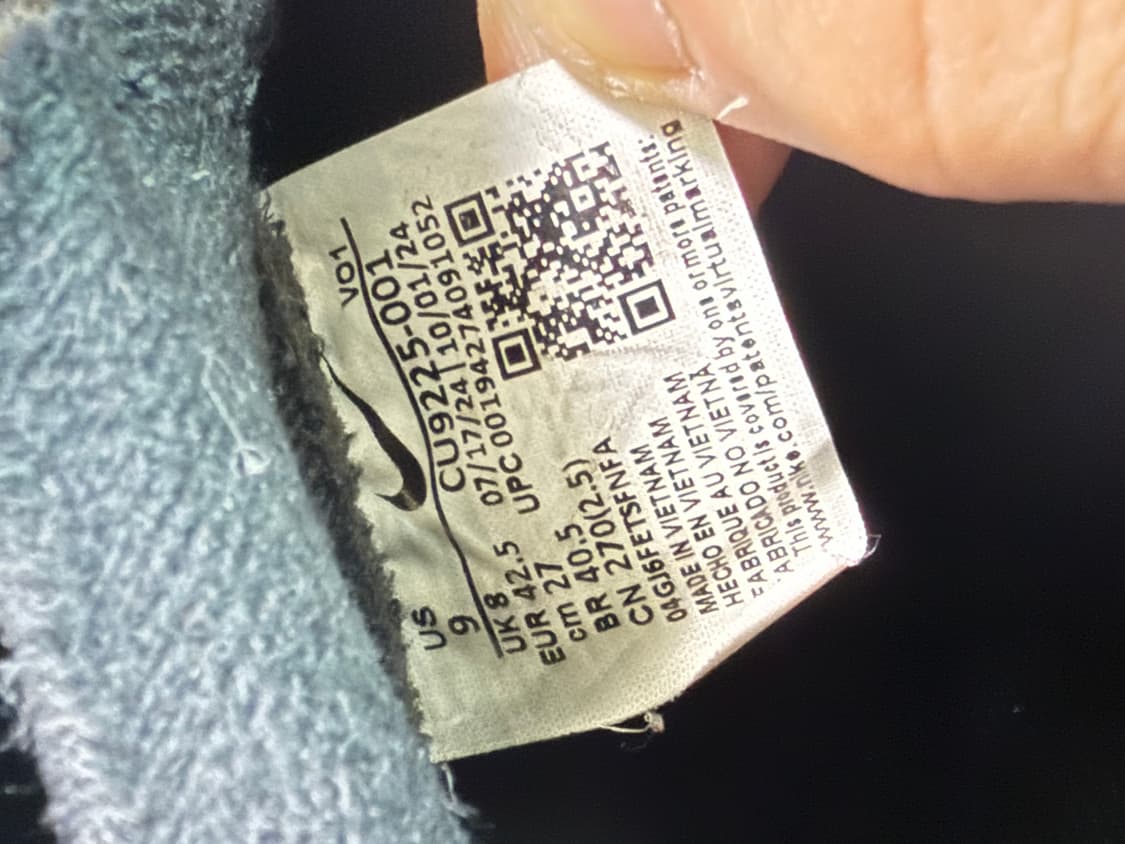 VO1
US
9
CU9225-001
07/17/24|10/01/24
UPC 00194274091052
UK 8
EUR 42.5
cm 27
BR 40.5
CN 270(2.5)
04GJ6FETSFNFA
MADE IN VIETNAM
HECHO EN VIETNAM
FABRIQUE AU VIETNAM
FABRICADO NO VIETNA
This product is covered by one or more patents.
www.nike.com/patentsvirtualmarking